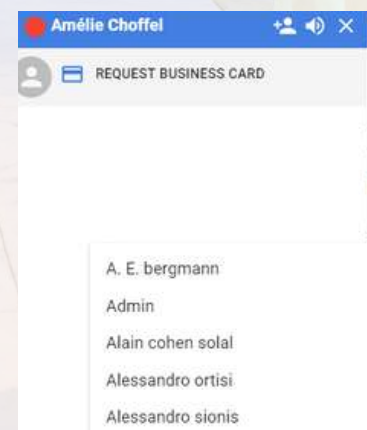 Amélie Choffel
REQUEST BUSINESS CARD
A. E. bergmann
Admin
Alain cohen solal
Alessandro ortisi
Alessandro sionis